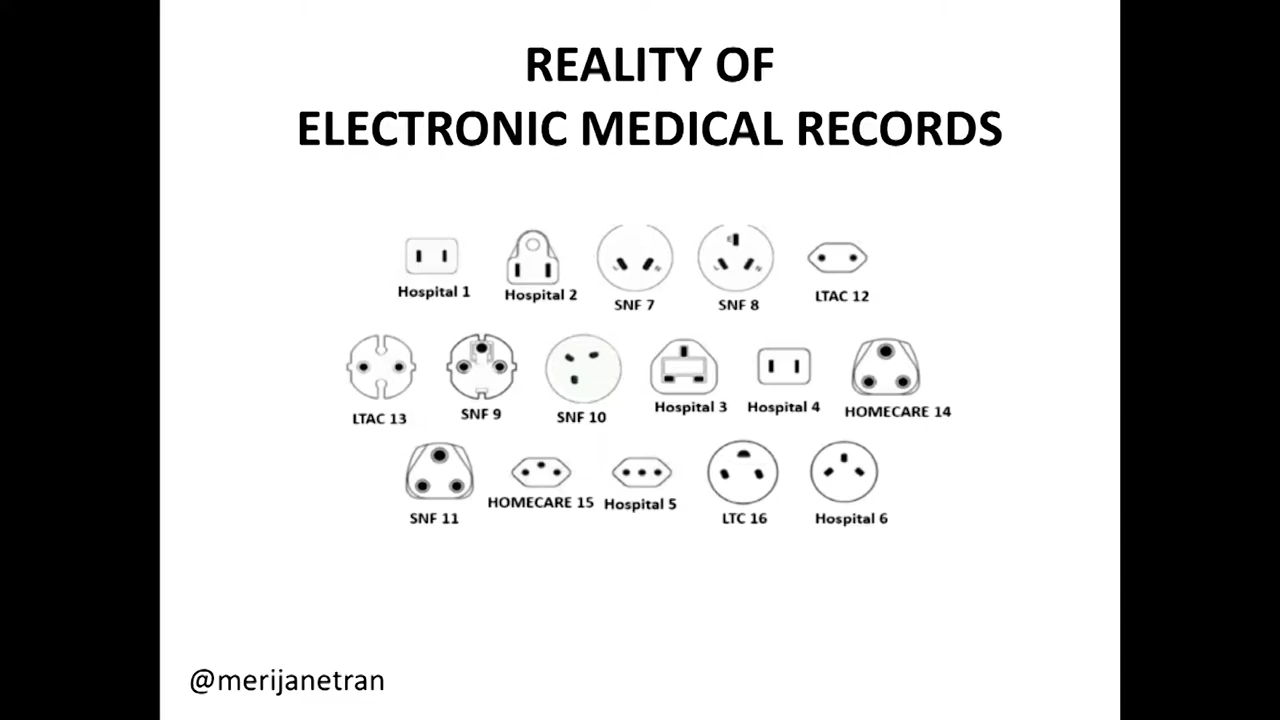 REALITY OF
ELECTRONIC MEDICAL RECORDS
Hospital 1
Hospital 2
SNF 7
SNF 8
LTAC 12
LTAC 13
SNF 9
SNF 10
Hospital 3
Hospital 4
HOMECARE 14
SNF 11
HOMECARE 15
Hospital 5
LTC 16
Hospital 6
@merijanetran